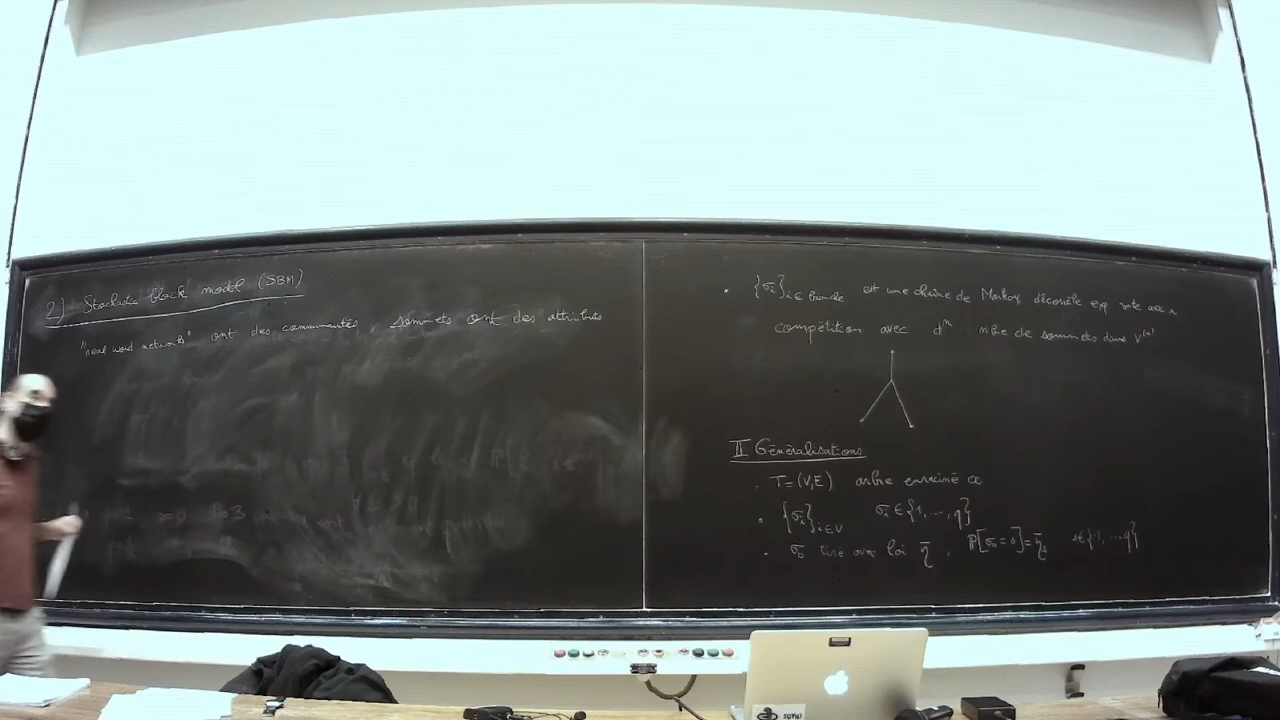 2) Stochastic block model (SBM)
"real word networks" ont des communautés, sommets ont des attributs
• {σᵢ}ᵢ∈branche est une chaîne de Markov décorrèle exp vite avec n
compétition avec dⁿ nbre de sommets dans V⁽ⁿ⁾
II Généralisations
• T=(V,E) arbre enraciné
• {σᵢ}ᵢ∈V σᵢ∈{1,...,q}
• σ₀ tiré avec loi η̄, ℙ[σ₀=s]=η̄ₛ s∈{1,...q}